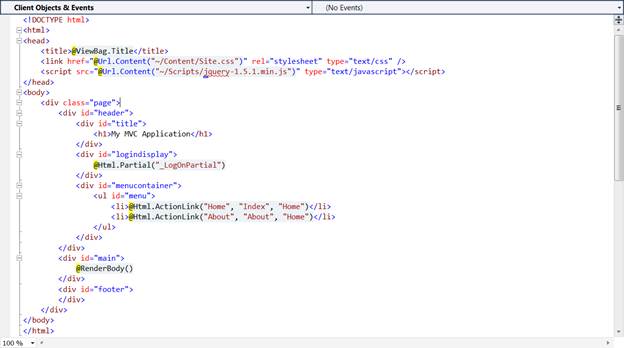 Client Objects & Events (No Events)
<!DOCTYPE html>
<html>
<head>
    <title>@ViewBag.Title</title>
    <link href="@Url.Content("~/Content/Site.css")" rel="stylesheet" type="text/css" />
    <script src="@Url.Content("~/Scripts/jquery-1.5.1.min.js")" type="text/javascript"></script>
</head>
<body>
    <div class="page">
        <div id="header">
            <div id="title">
                <h1>My MVC Application</h1>
            </div>
            <div id="logindisplay">
                @Html.Partial("_LogOnPartial")
            </div>
            <div id="menucontainer">
                <ul id="menu">
                    <li>@Html.ActionLink("Home", "Index", "Home")</li>
                    <li>@Html.ActionLink("About", "About", "Home")</li>
                </ul>
            </div>
        </div>
        <div id="main">
            @RenderBody()
        </div>
        <div id="footer">
        </div>
    </div>
</body>
</html>
100 %